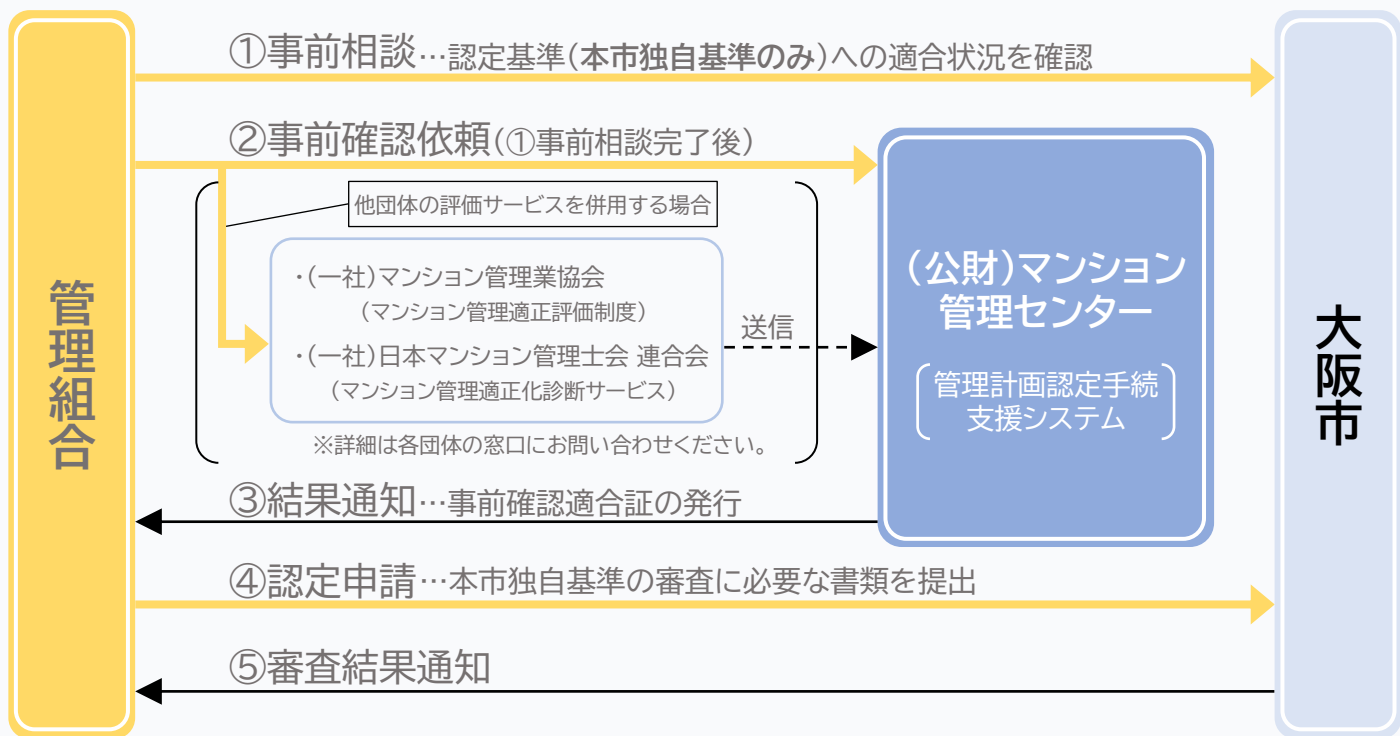 管理組合
①事前相談…認定基準(本市独自基準のみ)への適合状況を確認
②事前確認依頼(①事前相談完了後)
他団体の評価サービスを併用する場合
・(一社)マンション管理業協会
(マンション管理適正評価制度)
・(一社)日本マンション管理士会 連合会
(マンション管理適正化診断サービス)
※詳細は各団体の窓口にお問い合わせください。
送信
(公財)マンション
管理センター
管理計画認定手続
支援システム
③結果通知…事前確認適合証の発行
④認定申請…本市独自基準の審査に必要な書類を提出
⑤審査結果通知
大阪市